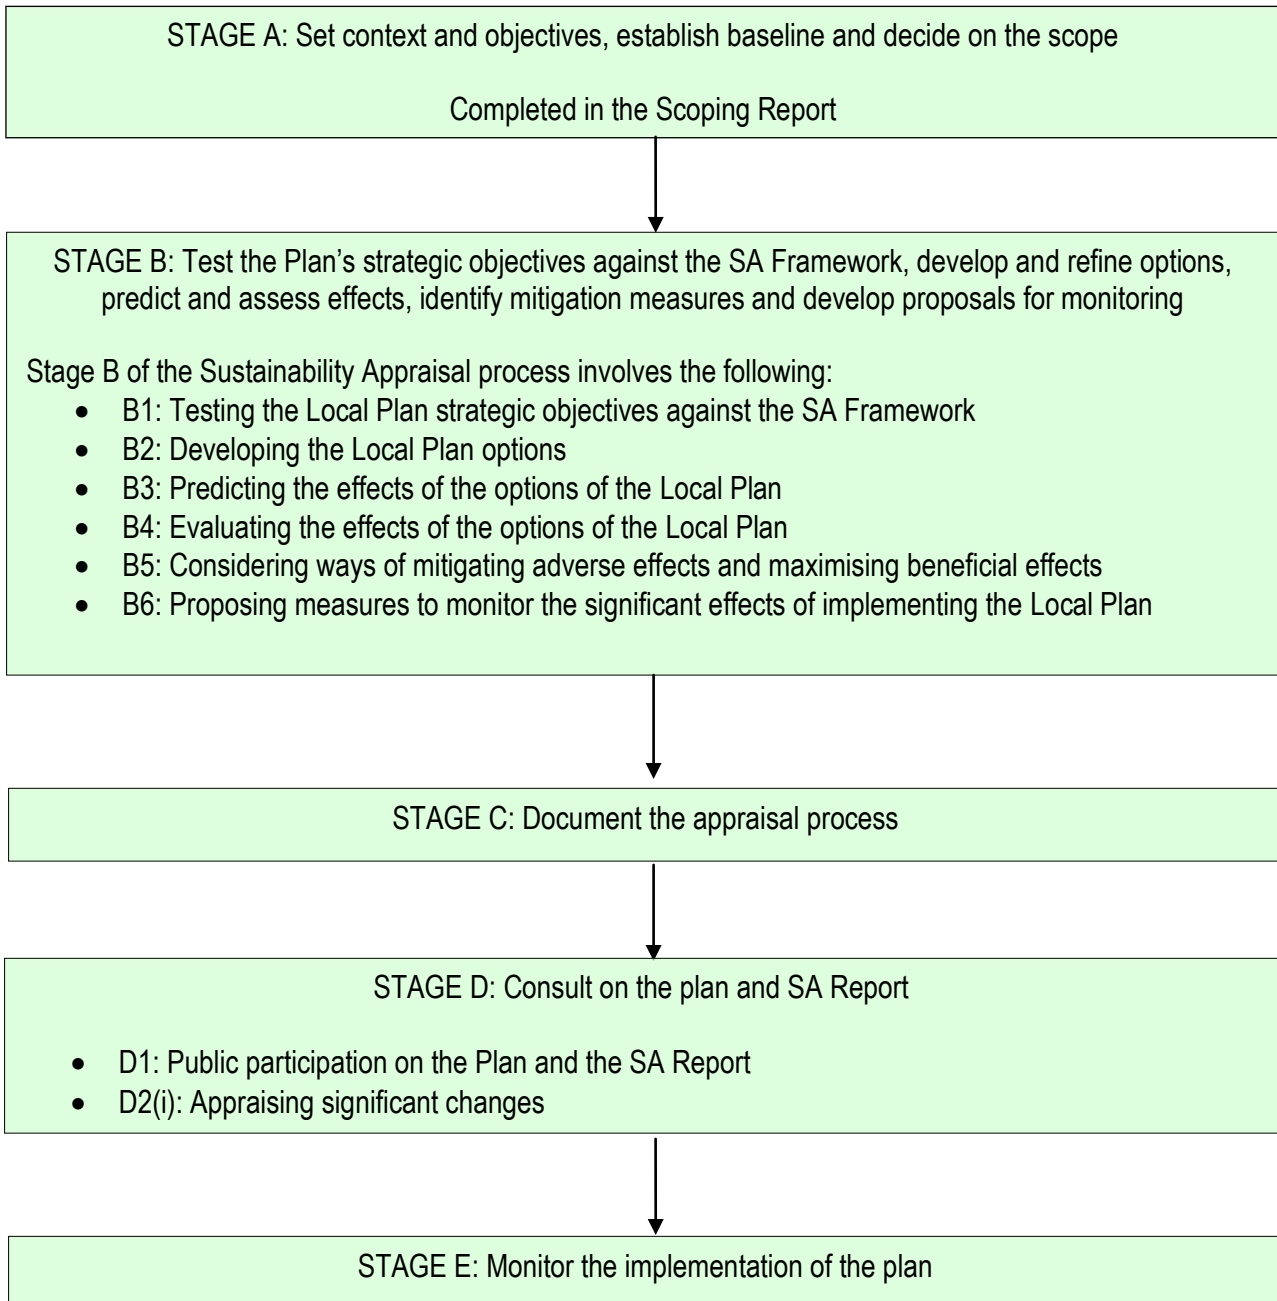 STAGE A: Set context and objectives, establish baseline and decide on the scope
Completed in the Scoping Report
STAGE B: Test the Plan’s strategic objectives against the SA Framework, develop and refine options,
predict and assess effects, identify mitigation measures and develop proposals for monitoring
Stage B of the Sustainability Appraisal process involves the following:
• B1: Testing the Local Plan strategic objectives against the SA Framework
• B2: Developing the Local Plan options
• B3: Predicting the effects of the options of the Local Plan
• B4: Evaluating the effects of the options of the Local Plan
• B5: Considering ways of mitigating adverse effects and maximising beneficial effects
• B6: Proposing measures to monitor the significant effects of implementing the Local Plan
STAGE C: Document the appraisal process
STAGE D: Consult on the plan and SA Report
• D1: Public participation on the Plan and the SA Report
• D2(i): Appraising significant changes
STAGE E: Monitor the implementation of the plan